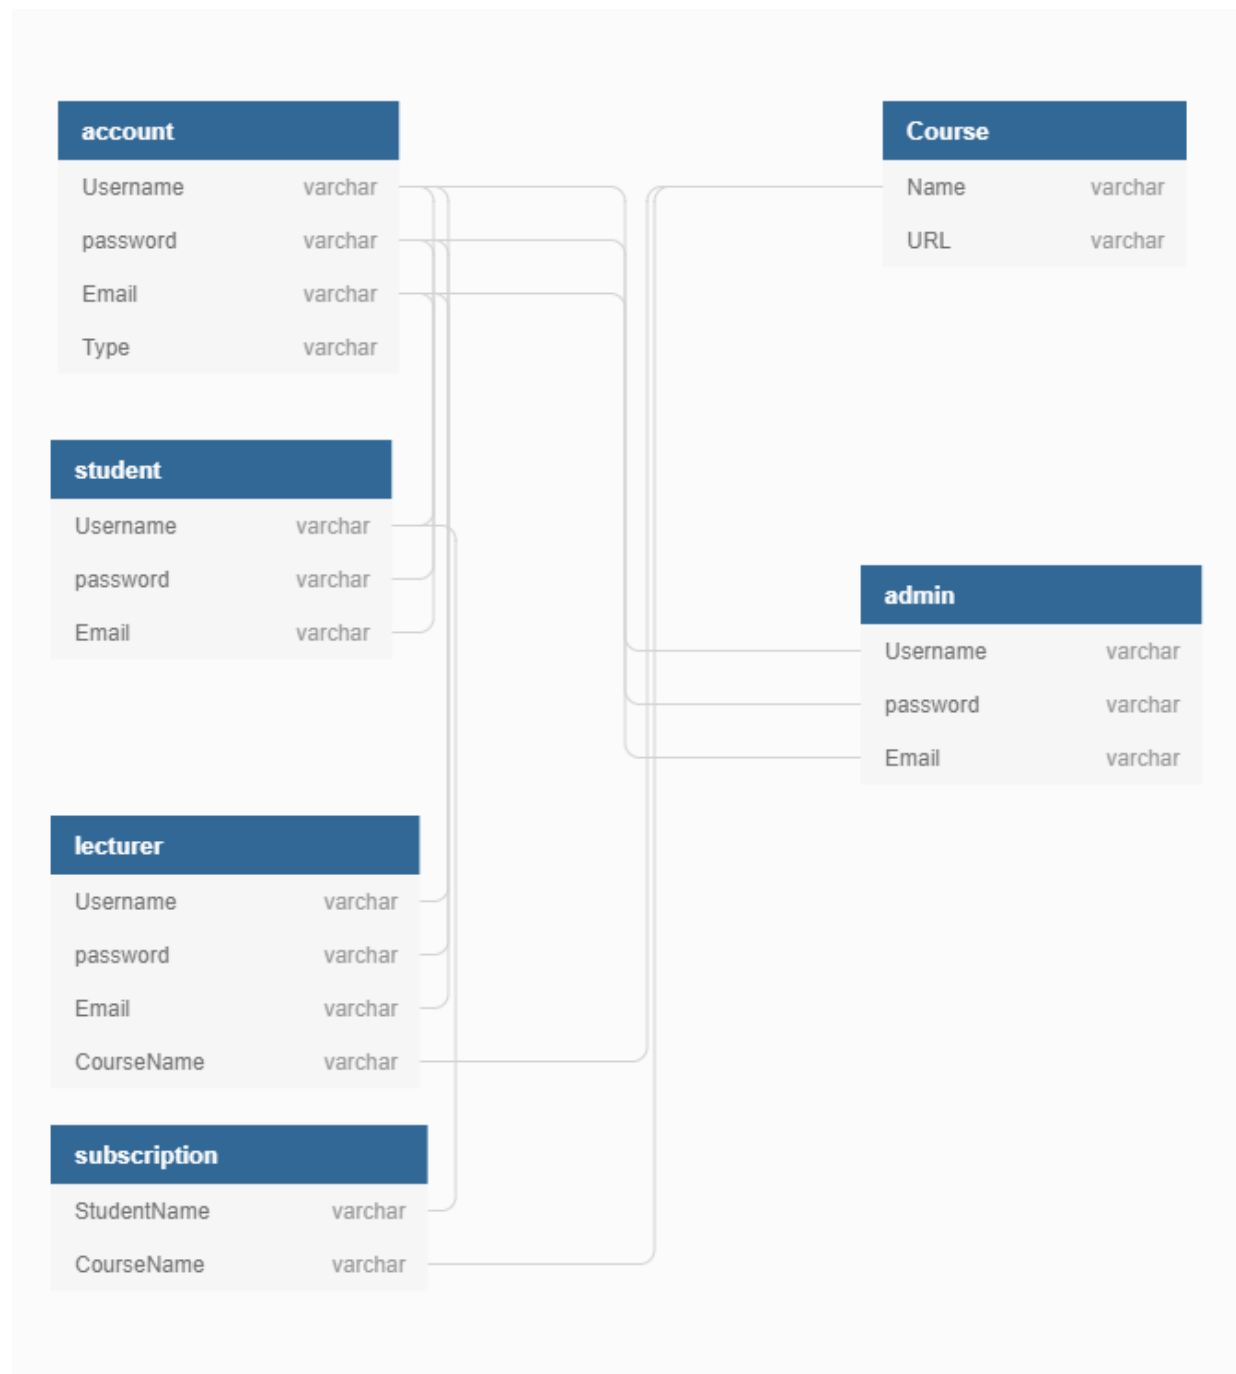 account
Username varchar
password varchar
Email varchar
Type varchar
Course
Name varchar
URL varchar
student
Username varchar
password varchar
Email varchar
admin
Username varchar
password varchar
Email varchar
lecturer
Username varchar
password varchar
Email varchar
CourseName varchar
subscription
StudentName varchar
CourseName varchar